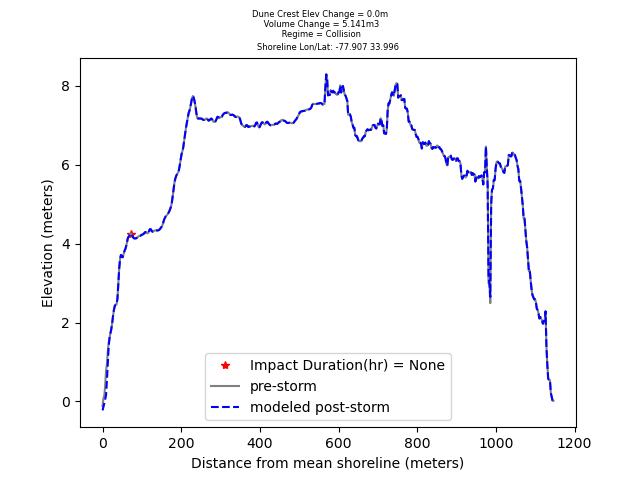 Dune Crest Elev Change = 0.0m
Volume Change = 5.141m3
Regime = Collision
Shoreline Lon/Lat: -77.907 33.996
Elevation (meters)
8
6
4
2
0
Impact Duration(hr) = None
pre-storm
modeled post-storm
0 200 400 600 800 1000 1200
Distance from mean shoreline (meters)